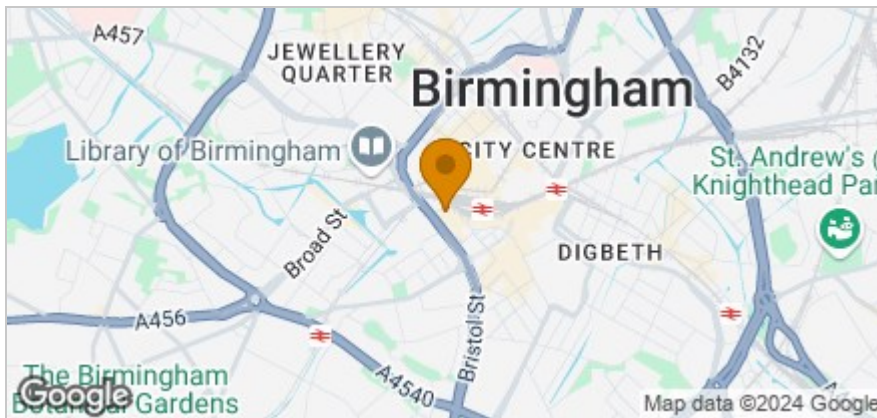 A457
JEWELLERY
QUARTER
Birmingham
B4132
Library of Birmingham
CITY CENTRE
St. Andrew's @
Knighthead Par
Broad St
DIGBETH
A456
Bristol St
The Birmingham
Botanical Gardens
A4540
Google
Map data ©2024 Google